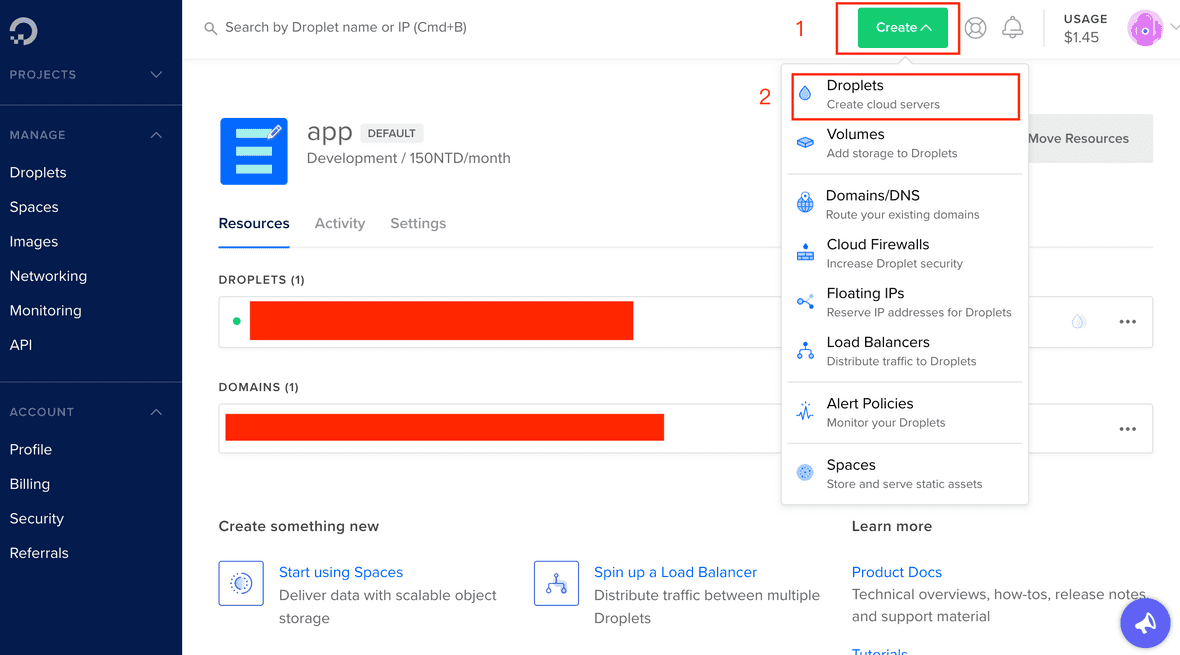 Search by Droplet name or IP (Cmd+B)
1
Create
USAGE
$1.45
PROJECTS
MANAGE
Droplets
Spaces
Images
Networking
Monitoring
API
ACCOUNT
Profile
Billing
Security
Referrals
app DEFAULT
Development / 150NTD/month
Move Resources
Resources Activity Settings
DROPLETS (1)
DOMAINS (1)
2
Droplets
Create cloud servers
Volumes
Add storage to Droplets
Domains/DNS
Route your existing domains
Cloud Firewalls
Increase Droplet security
Floating IPs
Reserve IP addresses for Droplets
Load Balancers
Distribute traffic to Droplets
Alert Policies
Monitor your Droplets
Spaces
Store and serve static assets
Create something new
Start using Spaces
Deliver data with scalable object
storage
Spin up a Load Balancer
Distribute traffic between multiple
Droplets
Learn more
Product Docs
Technical overviews, how-tos, release notes,
and support material
Tutorials